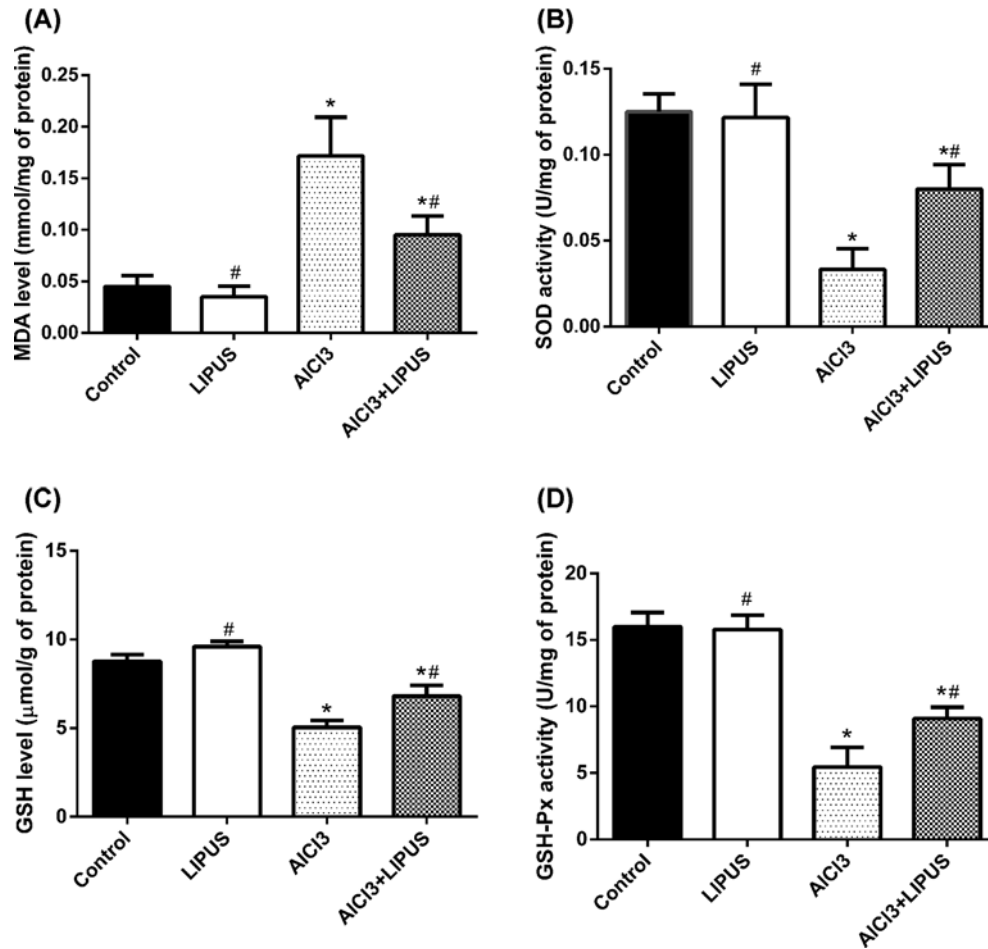 (A)
MDA level (mmol/mg of protein)
0.25
0.20
0.15
0.10
0.05
0.00
#
*
*#
Control
LIPUS
AlCl3
AlCl3+LIPUS
(B)
SOD activity (U/mg of protein)
0.15
0.10
0.05
0.00
#
*
*#
Control
LIPUS
AlCl3
AlCl3+LIPUS
(C)
GSH level (μmol/g of protein)
15
10
5
0
#
*
*#
Control
LIPUS
AlCl3
AlCl3+LIPUS
(D)
GSH-Px activity (U/mg of protein)
20
15
10
5
0
#
*
*#
Control
LIPUS
AlCl3
AlCl3+LIPUS